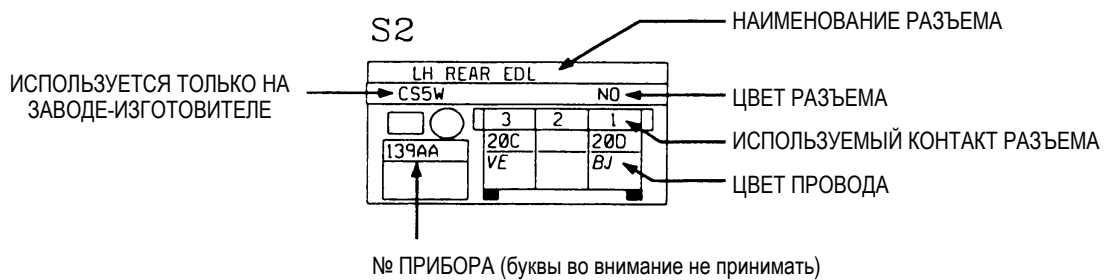 S2
НАИМЕНОВАНИЕ РАЗЪЕМА
LH REAR EDL
ИСПОЛЬЗУЕТСЯ ТОЛЬКО НА
ЗАВОДЕ-ИЗГОТОВИТЕЛЕ
CS5W NO
ЦВЕТ РАЗЪЕМА
3 2 1
ИСПОЛЬЗУЕМЫЙ КОНТАКТ РАЗЪЕМА
139AA 20C 20D
VE BJ
ЦВЕТ ПРОВОДА
№ ПРИБОРА (буквы во внимание не принимать)